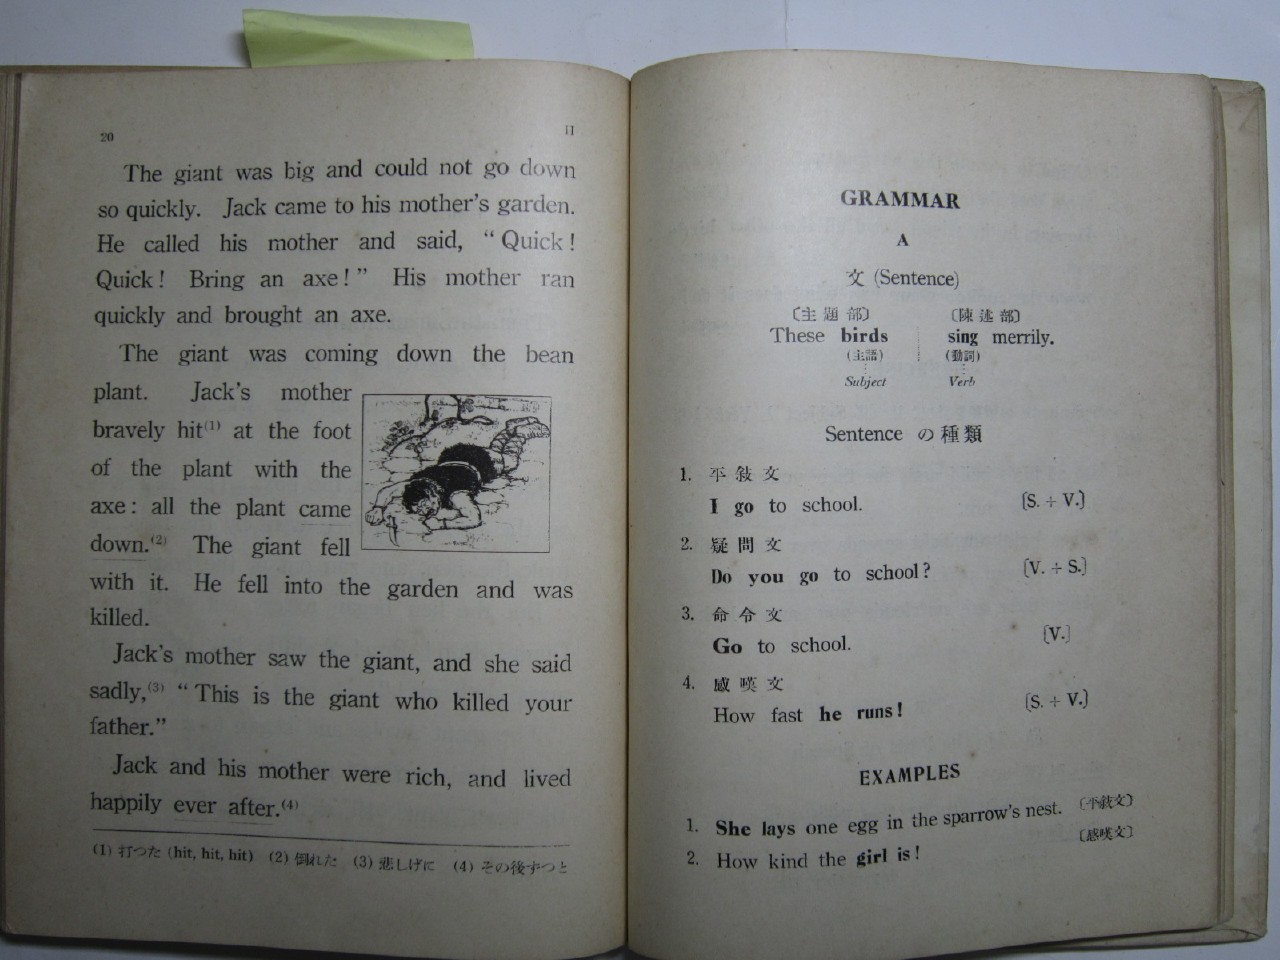 20
II
The giant was big and could not go down
so quickly. Jack came to his mother's garden.
He called his mother and said, "Quick!
Quick! Bring an axe!" His mother ran
quickly and brought an axe.
The giant was coming down the bean
plant. Jack's mother
bravely hit(1) at the foot
of the plant with the
axe: all the plant came
down.(2) The giant fell
with it. He fell into the garden and was
killed.
Jack's mother saw the giant, and she said
sadly,(3) "This is the giant who killed your
father."
Jack and his mother were rich, and lived
happily ever after.(4)
(1) 打つた (hit, hit, hit) (2) 倒れた (3) 悲しげに (4) その後ずつと
GRAMMAR
A
文 (Sentence)
〔主題部〕 〔陳述部〕
These birds sing merrily.
(主語) (動詞)
Subject Verb
Sentence の種類
1. 平敍文
I go to school. 〔S. + V.〕
2. 疑問文
Do you go to school? 〔V. + S.〕
3. 命令文
Go to school. 〔V.〕
4. 感嘆文
How fast he runs! 〔S. + V.〕
EXAMPLES
1. She lays one egg in the sparrow's nest. 〔平敍文〕
2. How kind the girl is! 〔感嘆文〕